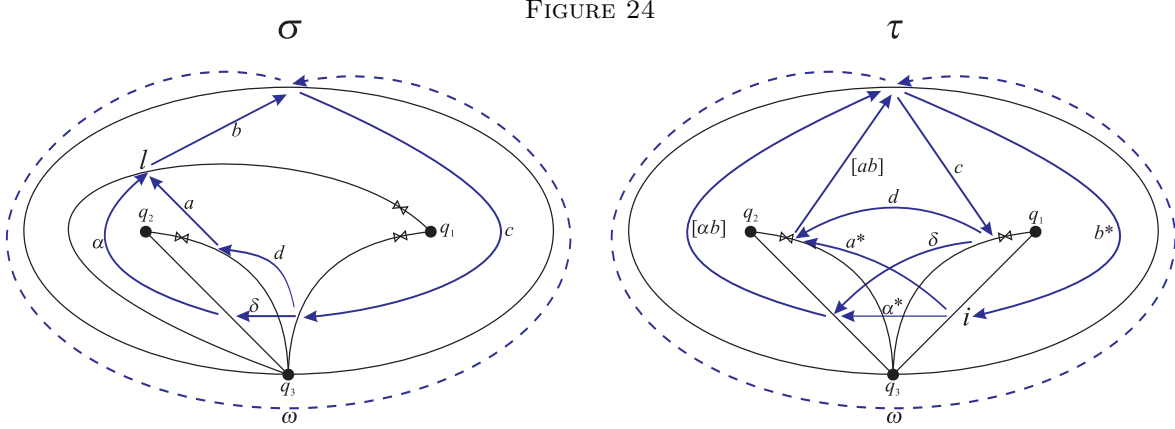 FIGURE 24
σ τ
b
l
a
q₂
α
d
δ
q₁
c
q₃
ω
[ab]
c
d
q₂
q₁
[αb]
a*
δ
b*
α*
i
q₃
ω